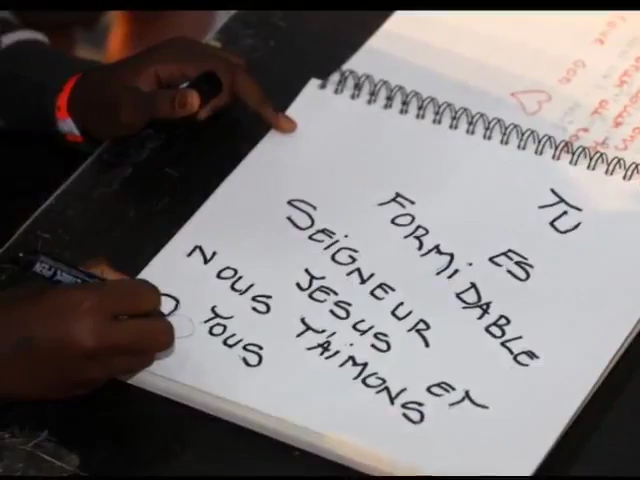 TU
ES
FORMIDABLE
SEIGNEUR
JESUS ET
NOUS T'AIMONS
TOUS